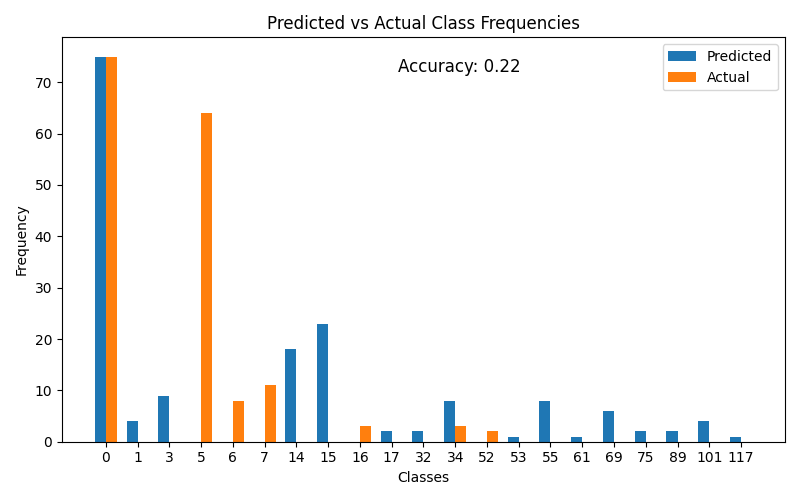 Predicted vs Actual Class Frequencies
Accuracy: 0.22
Predicted
Actual
Frequency
70
60
50
40
30
20
10
0
0 1 3 5 6 7 14 15 16 17 32 34 52 53 55 61 69 75 89 101 117
Classes